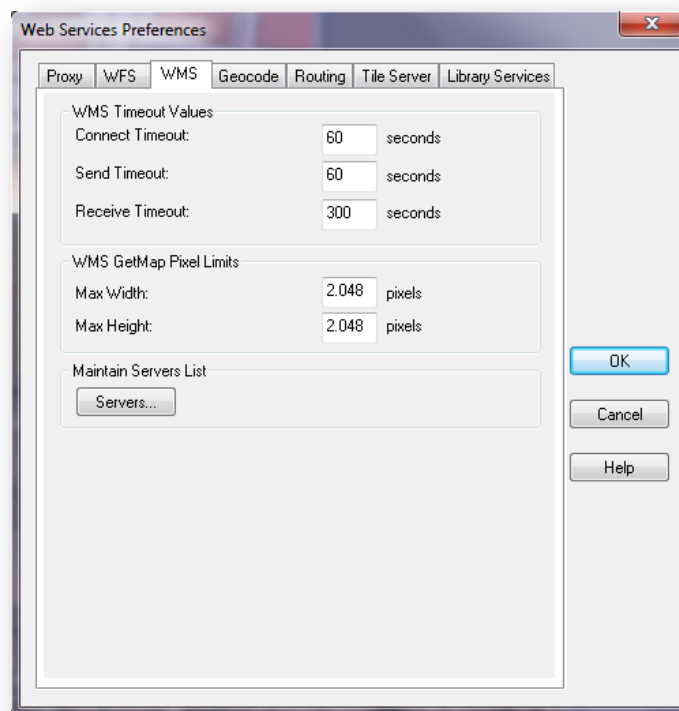 Web Services Preferences
Proxy WFS WMS Geocode Routing Tile Server Library Services
WMS Timeout Values
Connect Timeout: 60 seconds
Send Timeout: 60 seconds
Receive Timeout: 300 seconds
WMS GetMap Pixel Limits
Max Width: 2.048 pixels
Max Height: 2.048 pixels
Maintain Servers List
Servers...
OK
Cancel
Help